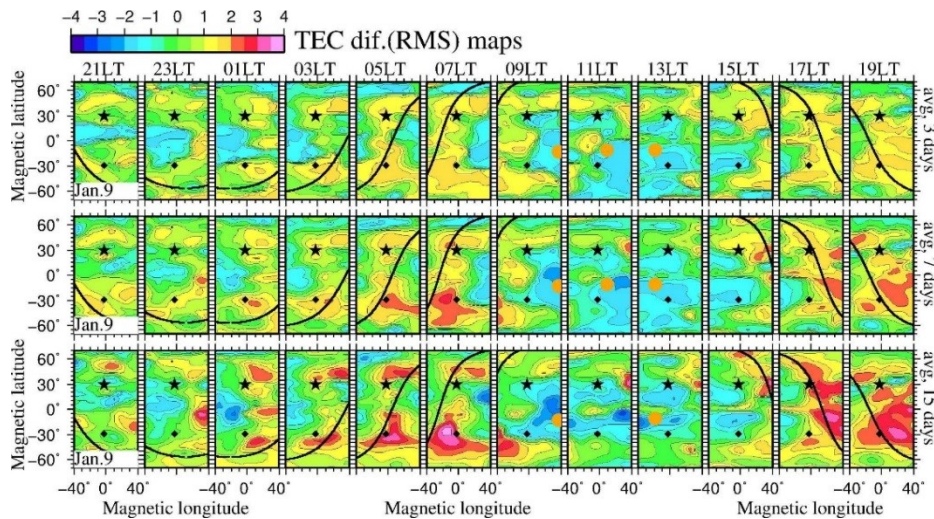 −4 −3 −2 −1 0 1 2 3 4
TEC dif.(RMS) maps
21LT 23LT 01LT 03LT 05LT 07LT 09LT 11LT 13LT 15LT 17LT 19LT
Magnetic latitude
60°
30°
0°
−30°
−60°
Jan.9
avg. 3 days
Magnetic latitude
60°
30°
0°
−30°
−60°
Jan.9
avg. 7 days
Magnetic latitude
60°
30°
0°
−30°
−60°
Jan.9
avg. 15 days
−40° 0° 40° −40° 0° 40° −40° 0° 40° −40° 0° 40°
Magnetic longitude Magnetic longitude Magnetic longitude Magnetic longitude